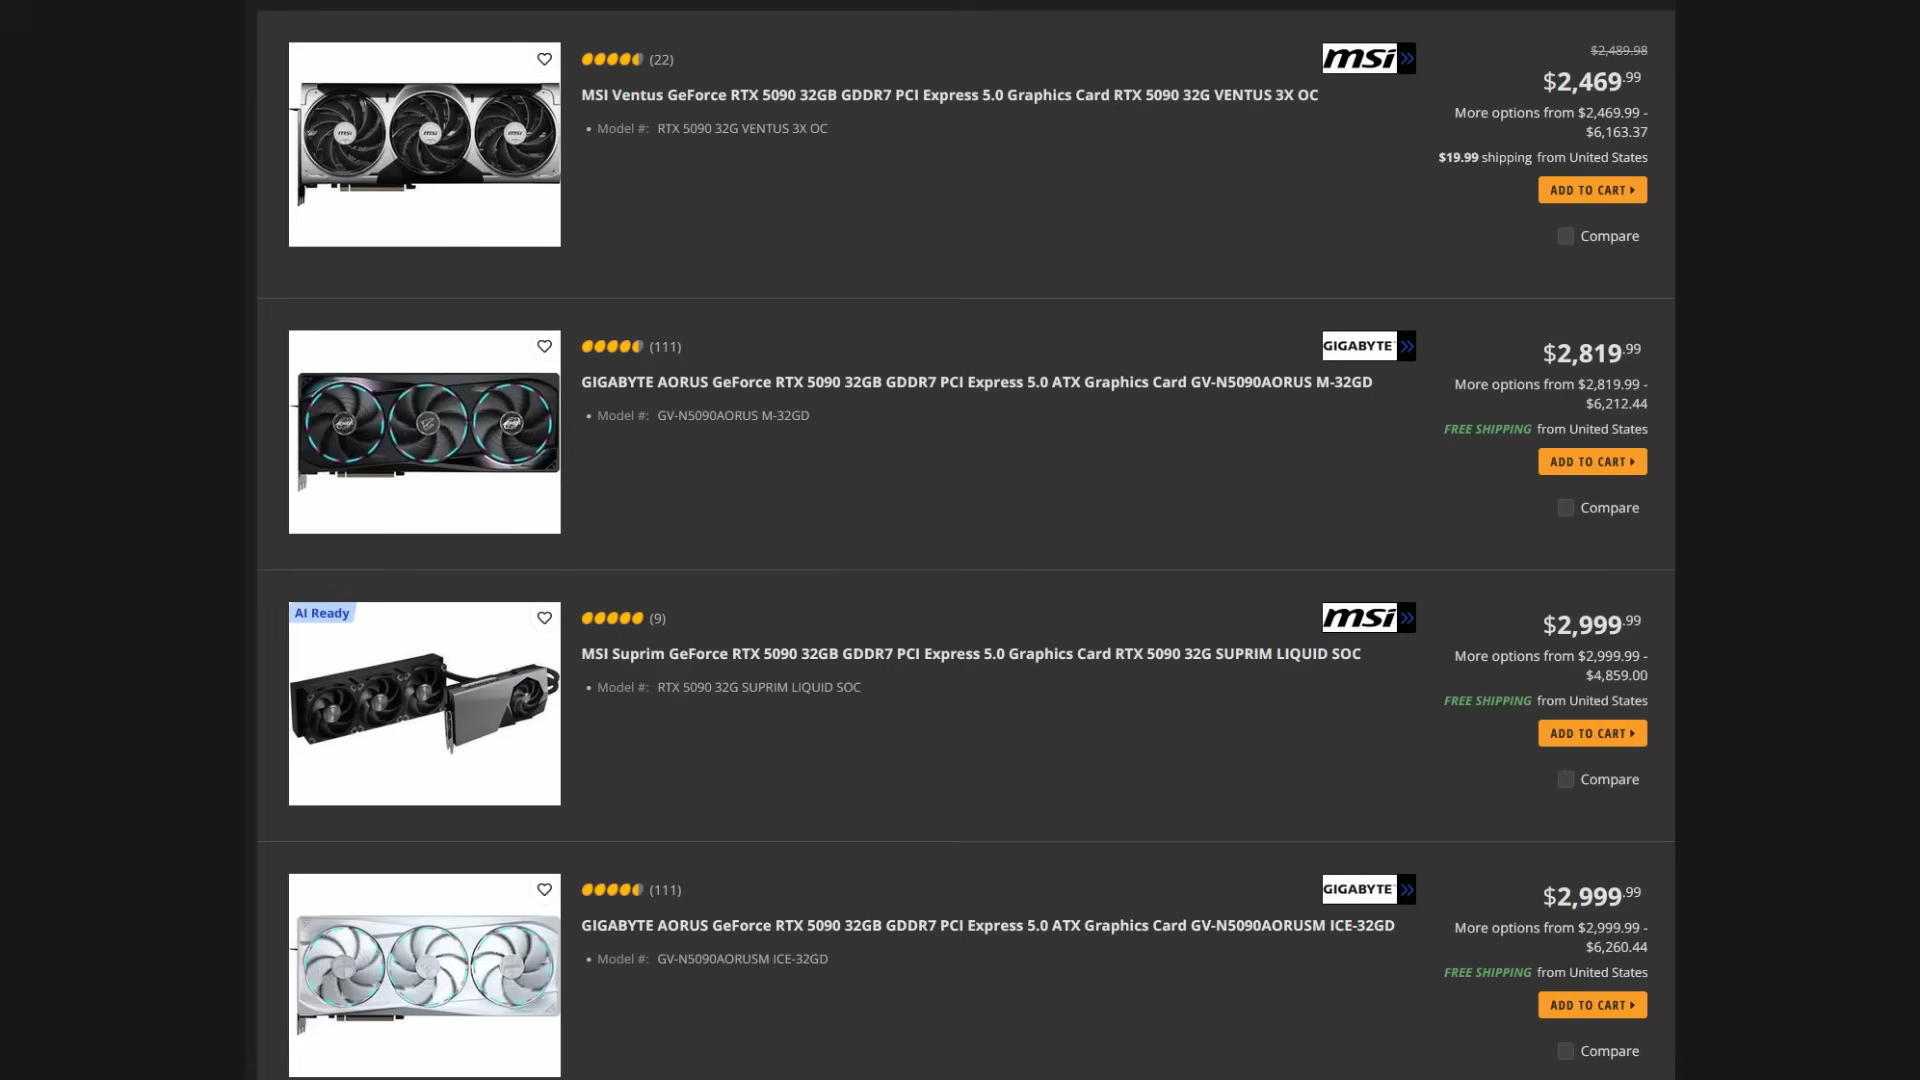 (22)
msi
$2,489.98
$2,469.99
MSI Ventus GeForce RTX 5090 32GB GDDR7 PCI Express 5.0 Graphics Card RTX 5090 32G VENTUS 3X OC
Model #: RTX 5090 32G VENTUS 3X OC
More options from $2,469.99 -
$6,163.37
$19.99 shipping from United States
ADD TO CART
Compare
(111)
GIGABYTE
$2,819.99
GIGABYTE AORUS GeForce RTX 5090 32GB GDDR7 PCI Express 5.0 ATX Graphics Card GV-N5090AORUS M-32GD
Model #: GV-N5090AORUS M-32GD
More options from $2,819.99 -
$6,212.44
FREE SHIPPING from United States
ADD TO CART
Compare
AI Ready
(9)
msi
$2,999.99
MSI Suprim GeForce RTX 5090 32GB GDDR7 PCI Express 5.0 Graphics Card RTX 5090 32G SUPRIM LIQUID SOC
Model #: RTX 5090 32G SUPRIM LIQUID SOC
More options from $2,999.99 -
$4,859.00
FREE SHIPPING from United States
ADD TO CART
Compare
(111)
GIGABYTE
$2,999.99
GIGABYTE AORUS GeForce RTX 5090 32GB GDDR7 PCI Express 5.0 ATX Graphics Card GV-N5090AORUSM ICE-32GD
Model #: GV-N5090AORUSM ICE-32GD
More options from $2,999.99 -
$6,260.44
FREE SHIPPING from United States
ADD TO CART
Compare